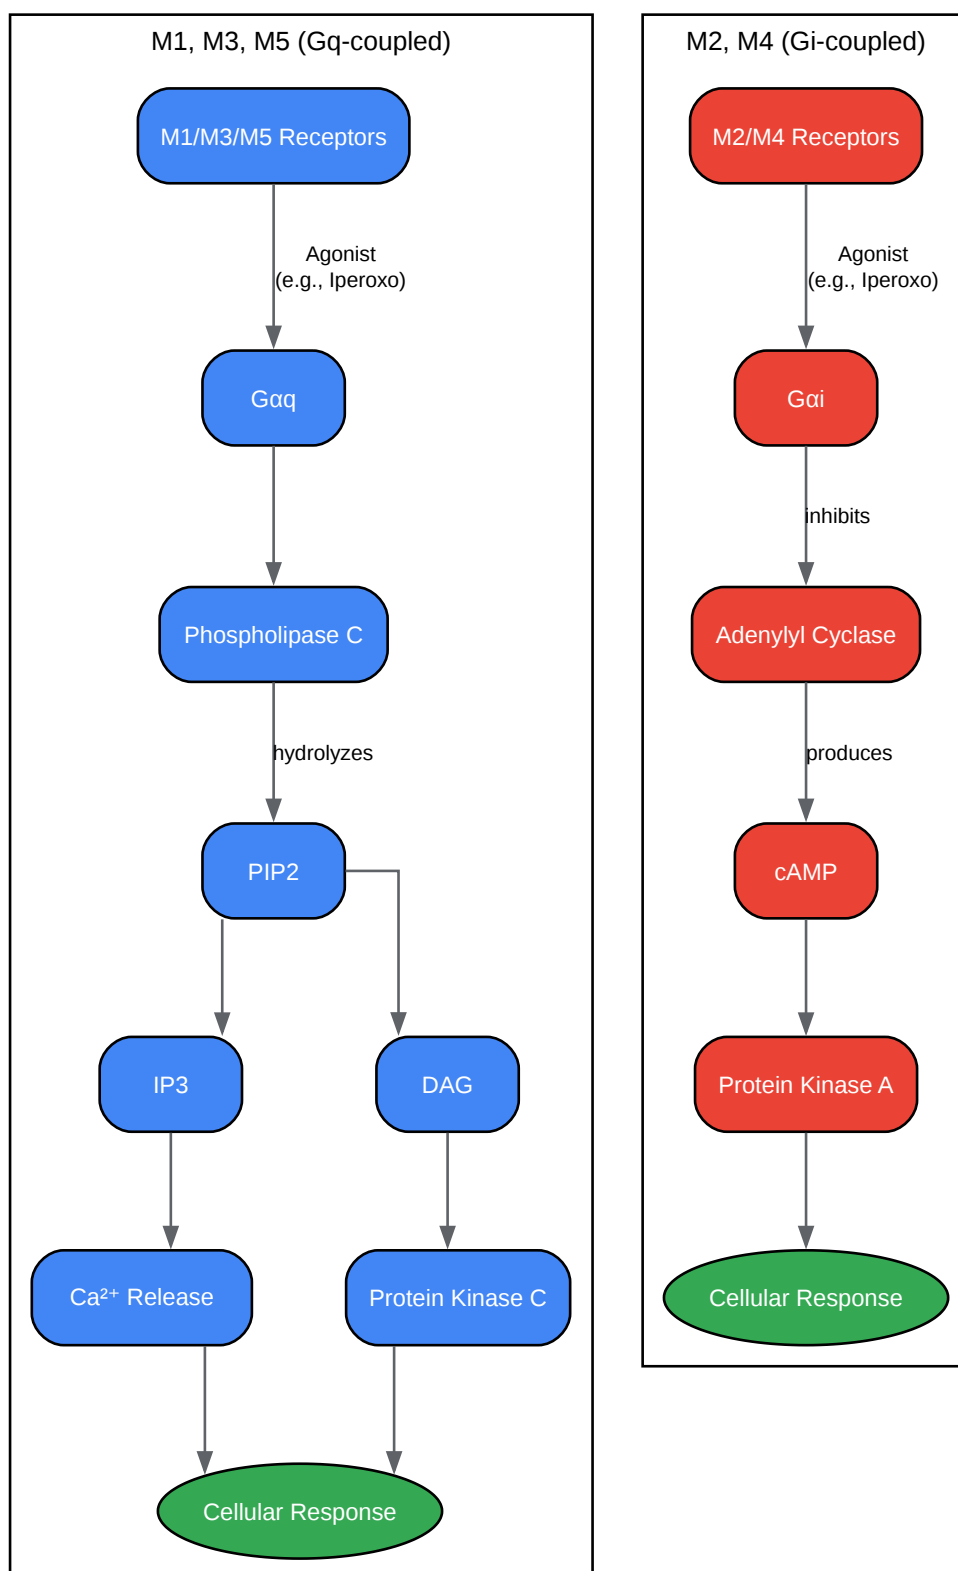 M1, M3, M5 (Gq-coupled)
M1/M3/M5 Receptors
Agonist
(e.g., Iperoxo)
Gαq
Phospholipase C
hydrolyzes
PIP2
IP3
DAG
Ca²⁺ Release
Protein Kinase C
Cellular Response
M2, M4 (Gi-coupled)
M2/M4 Receptors
Agonist
(e.g., Iperoxo)
Gαi
inhibits
Adenylyl Cyclase
produces
cAMP
Protein Kinase A
Cellular Response